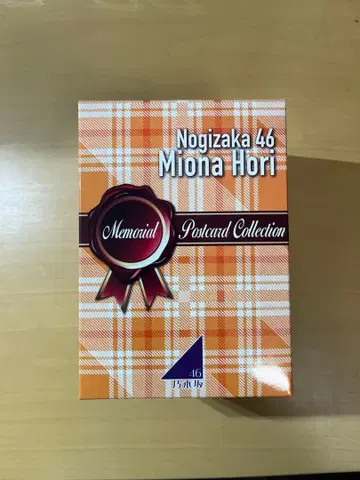 Nogizaka 46
Miona Hori
Memorial Postcard Collection
46
乃木坂